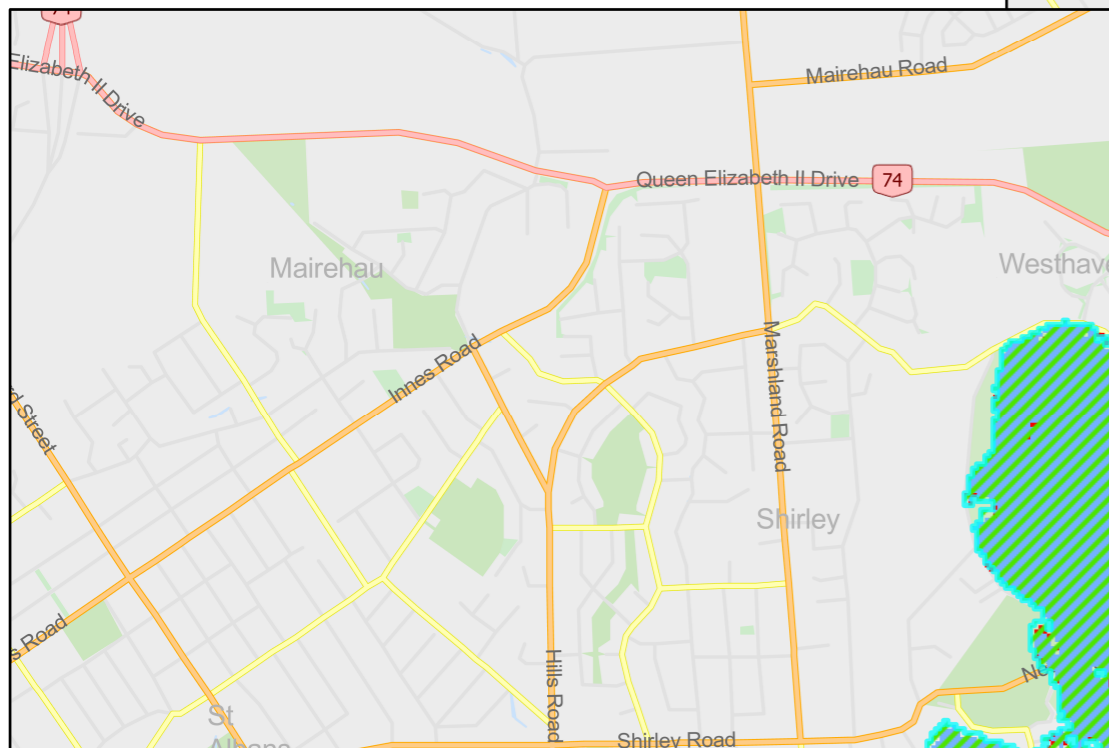 Elizabeth II Drive
Mairehau Road
Queen Elizabeth II Drive
74
Mairehau
Innes Road
Marshland Road
Street
Shirley
Road
Hills Road
St
Shirley Road